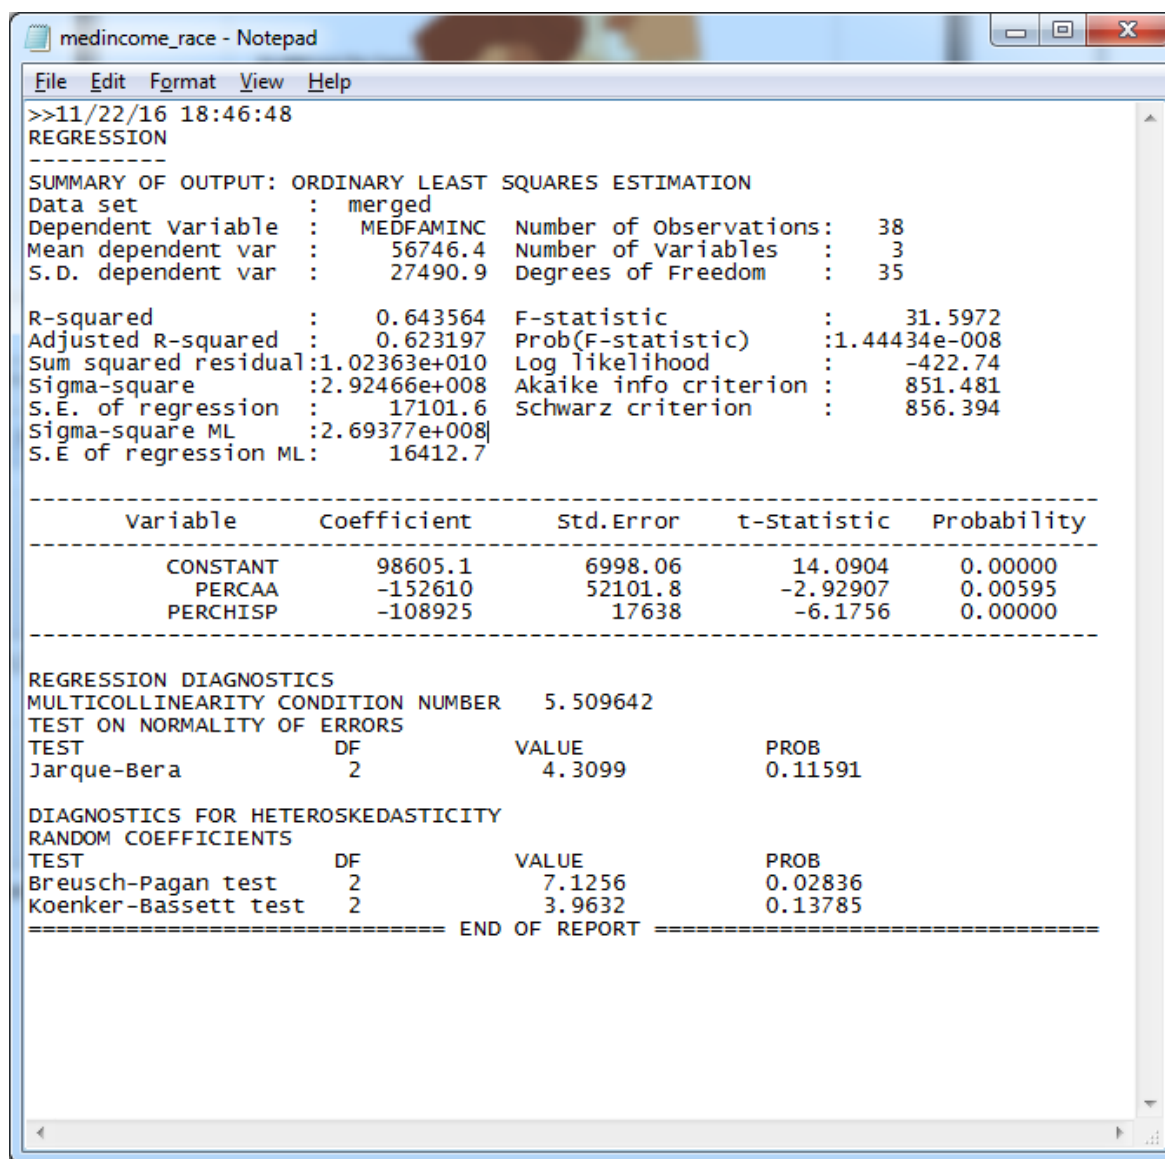 medincome_race - Notepad
File Edit Format View Help
>>11/22/16 18:46:48
REGRESSION
----------
SUMMARY OF OUTPUT: ORDINARY LEAST SQUARES ESTIMATION
Data set            :  merged
Dependent Variable  :   MEDFAMINC  Number of Observations:   38
Mean dependent var  :     56746.4  Number of Variables   :    3
S.D. dependent var  :     27490.9  Degrees of Freedom    :   35

R-squared           :    0.643564  F-statistic           :     31.5972
Adjusted R-squared  :    0.623197  Prob(F-statistic)     :1.44434e-008
Sum squared residual:1.02363e+010  Log likelihood        :     -422.74
Sigma-square        :2.92466e+008  Akaike info criterion :     851.481
S.E. of regression  :     17101.6  Schwarz criterion     :     856.394
Sigma-square ML     :2.69377e+008
S.E of regression ML:     16412.7

-----------------------------------------------------------------------------
       Variable      Coefficient      Std.Error    t-Statistic   Probability
-----------------------------------------------------------------------------
          CONSTANT       98605.1        6998.06        14.0904     0.00000
            PERCAA       -152610        52101.8       -2.92907     0.00595
          PERCHISP       -108925          17638        -6.1756     0.00000
-----------------------------------------------------------------------------

REGRESSION DIAGNOSTICS
MULTICOLLINEARITY CONDITION NUMBER   5.509642
TEST ON NORMALITY OF ERRORS
TEST                  DF           VALUE             PROB
Jarque-Bera            2             4.3099          0.11591

DIAGNOSTICS FOR HETEROSKEDASTICITY
RANDOM COEFFICIENTS
TEST                  DF           VALUE             PROB
Breusch-Pagan test     2             7.1256          0.02836
Koenker-Bassett test   2             3.9632          0.13785
============================== END OF REPORT ================================